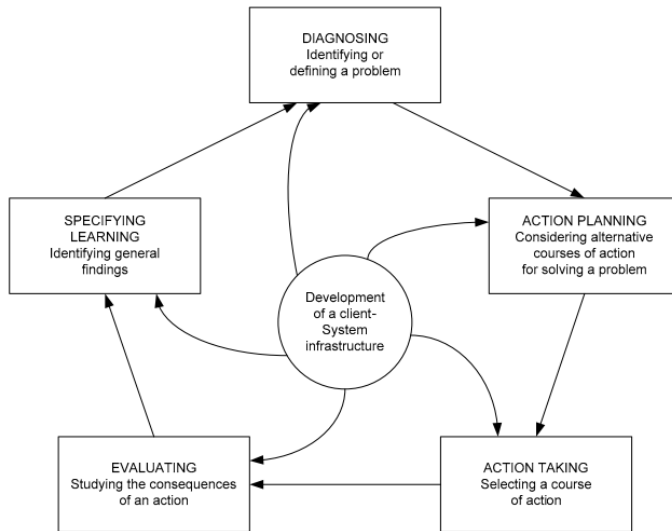 DIAGNOSING
Identifying or
defining a problem
SPECIFYING
LEARNING
Identifying general
findings
ACTION PLANNING
Considering alternative
courses of action
for solving a problem
Development
of a client-
System
infrastructure
EVALUATING
Studying the consequences
of an action
ACTION TAKING
Selecting a course
of action